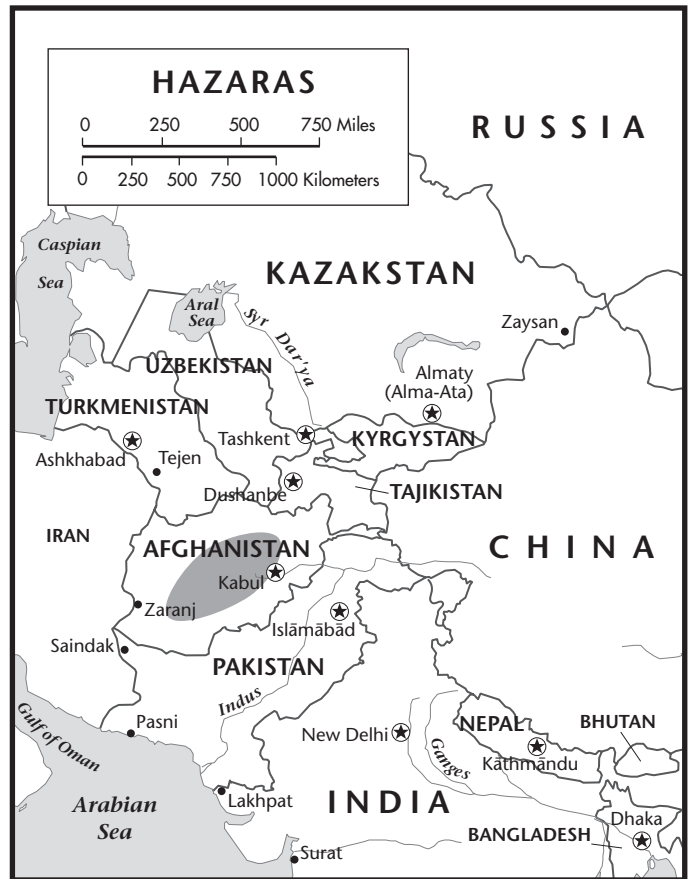 HAZARAS
0 250 500 750 Miles
0 250 500 750 1000 Kilometers
RUSSIA
Caspian
Sea
KAZAKSTAN
Aral
Sea
Syr Dar'ya
Zaysan
UZBEKISTAN
Almaty
(Alma-Ata)
TURKMENISTAN
Tashkent
KYRGYSTAN
Ashkhabad
Tejen
Dushanbe
TAJIKISTAN
IRAN
AFGHANISTAN
CHINA
Kabul
Zaranj
Islāmābād
Saindak
PAKISTAN
Indus
Gulf of Oman
Pasni
New Delhi
NEPAL
BHUTAN
Ganges
Kāthmāndu
Arabian
Sea
Lakhpat
INDIA
Dhaka
BANGLADESH
Surat